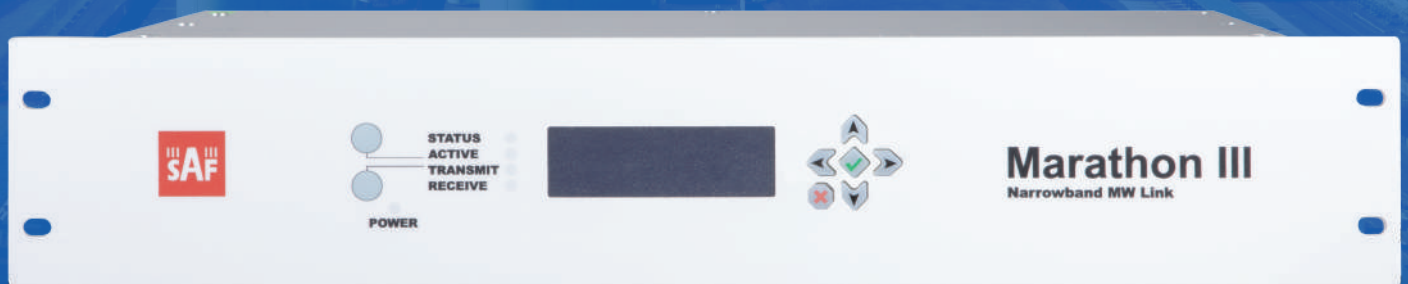 SAF
STATUS
ACTIVE
TRANSMIT
RECEIVE
POWER
Marathon III
Narrowband MW Link